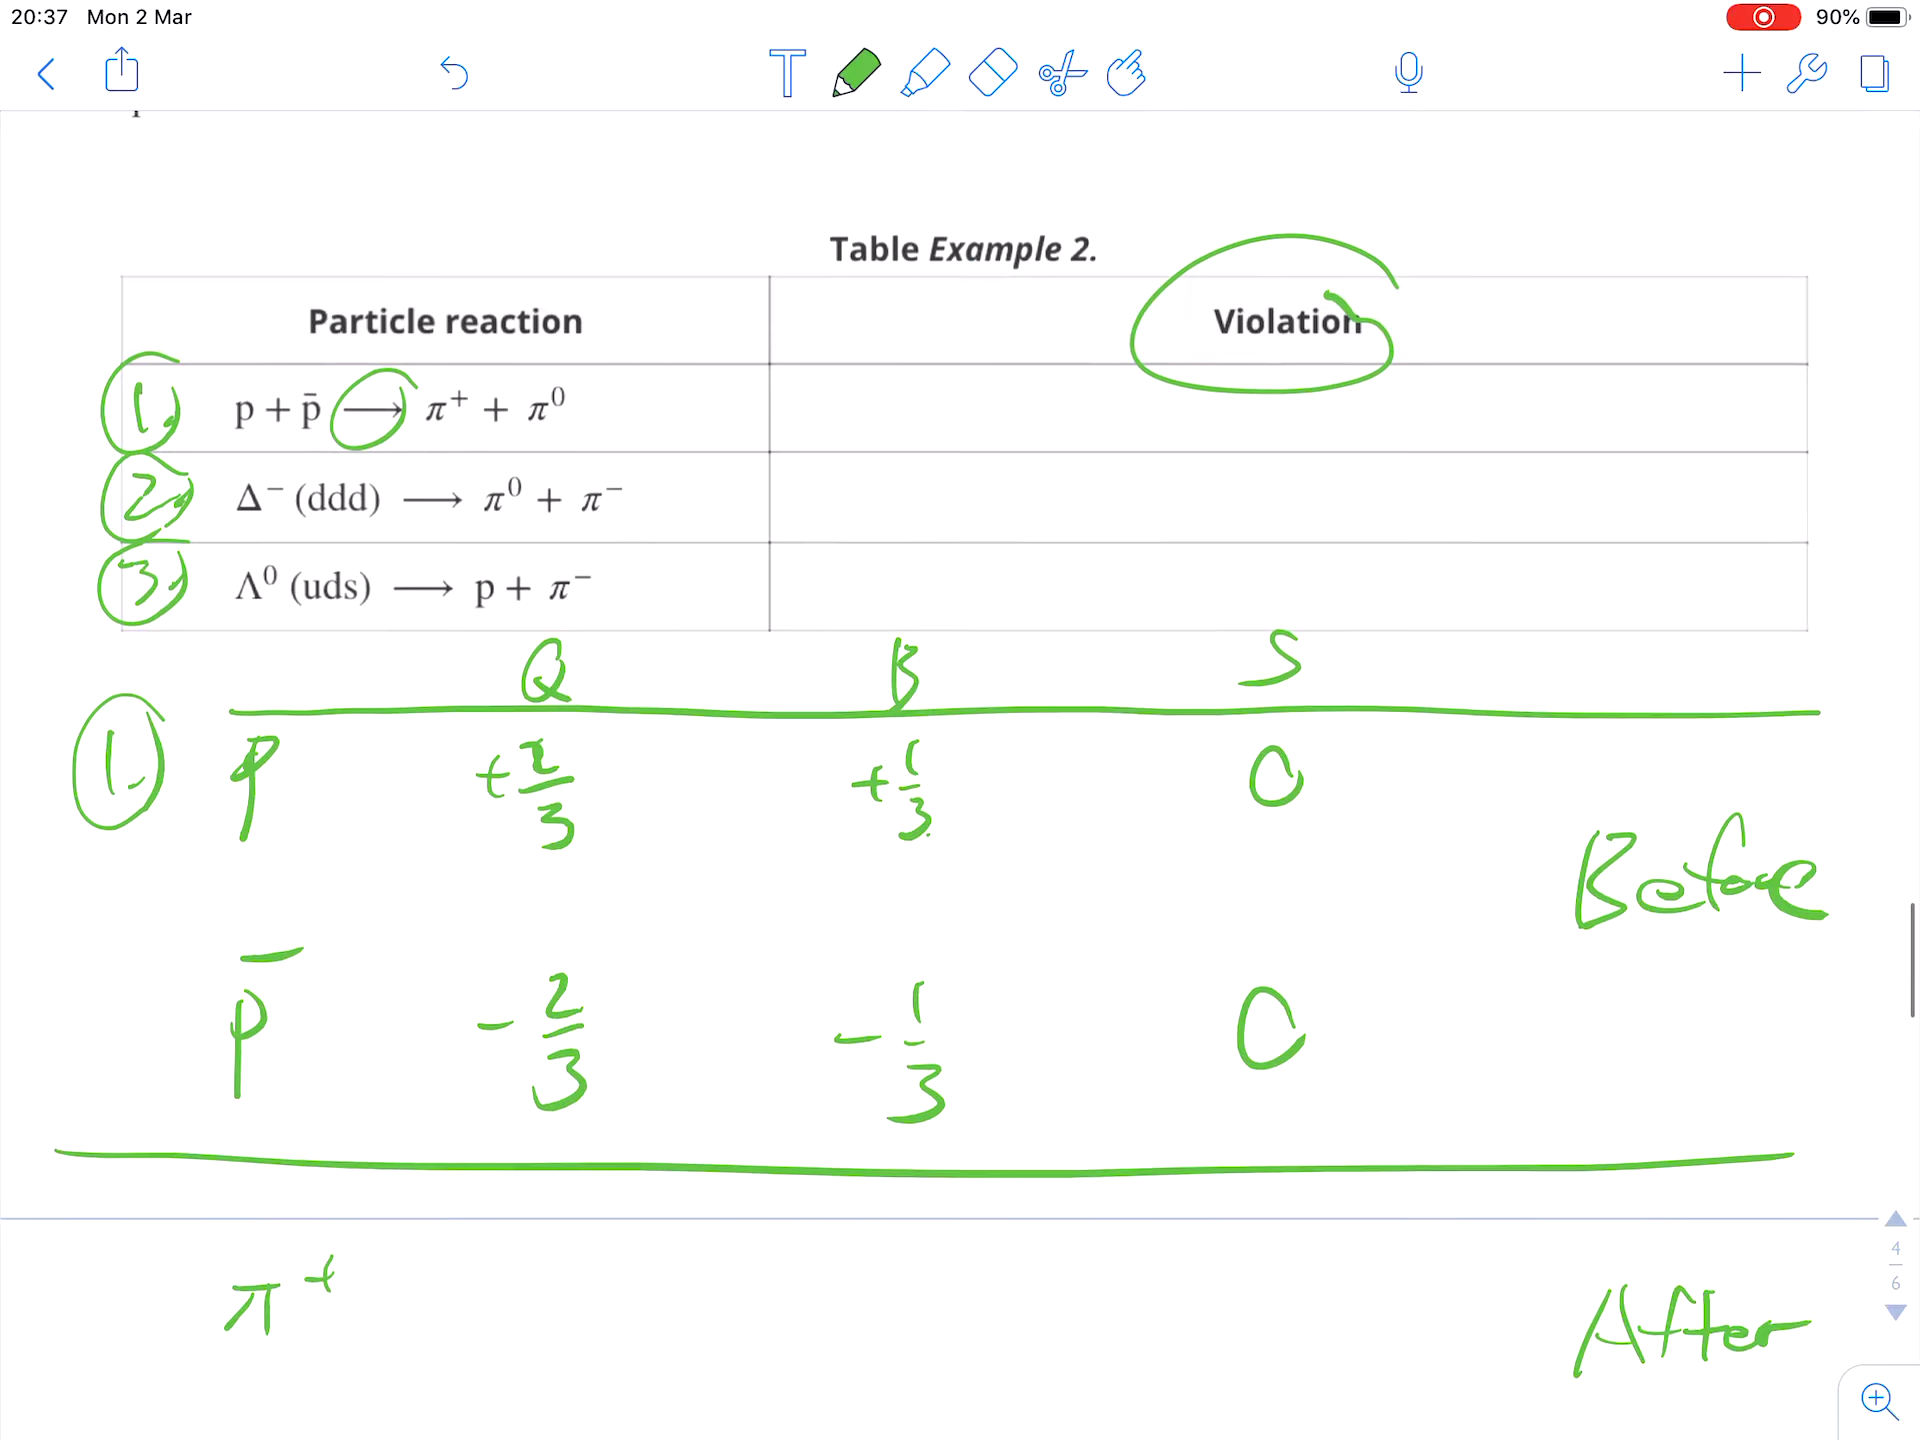 20:37 Mon 2 Mar 90%
Table Example 2.
Particle reaction Violation
1. p + p̄ ⟶ π⁺ + π⁰
2. Δ⁻ (ddd) ⟶ π⁰ + π⁻
3. Λ⁰ (uds) ⟶ p + π⁻
Q B S
1. P +2/3 +1/3 0
Before
p̄ -2/3 -1/3 0
4
6
π⁺ After